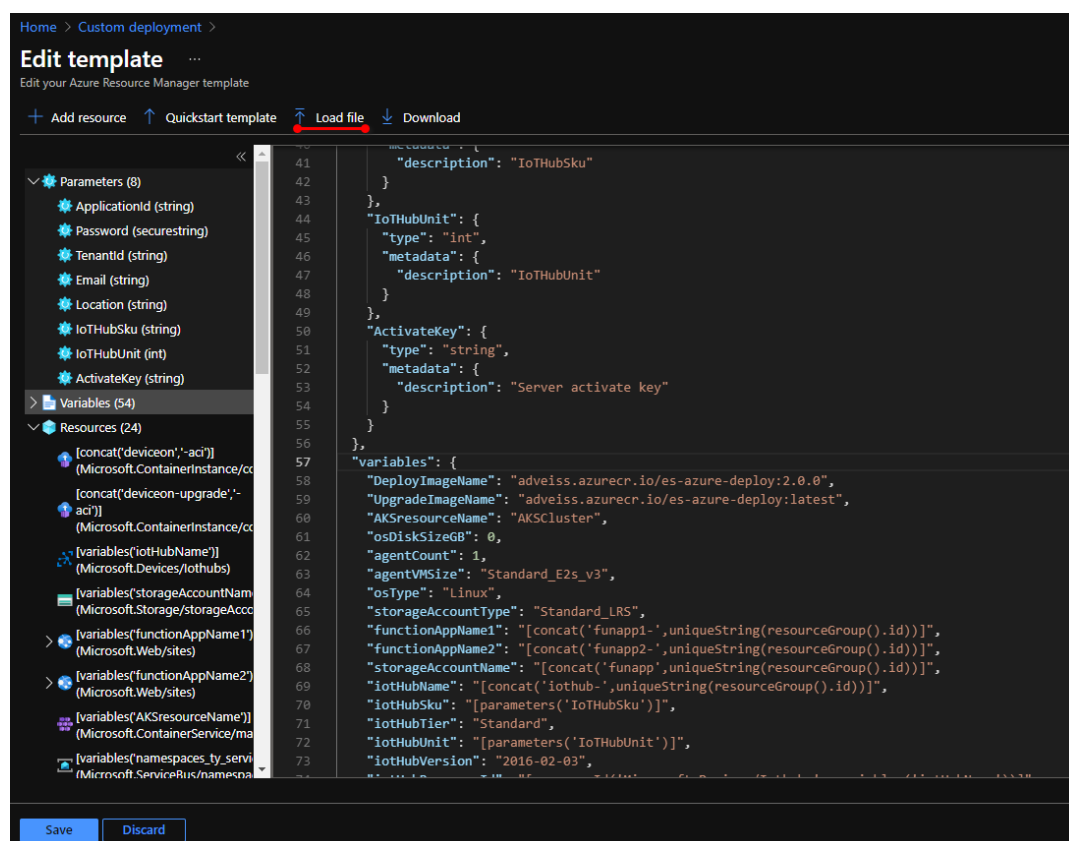 Home > Custom deployment >
Edit template ...
Edit your Azure Resource Manager template
Add resource Quickstart template Load file Download
Parameters (8)
ApplicationId (string)
Password (securestring)
TenantId (string)
Email (string)
Location (string)
IoTHubSku (string)
IoTHubUnit (int)
ActivateKey (string)
Variables (54)
Resources (24)
[concat('deviceon','-aci')]
(Microsoft.ContainerInstance/cc
[concat('deviceon-upgrade','-
aci')]
(Microsoft.ContainerInstance/cc
[variables('iotHubName')]
(Microsoft.Devices/Iothubs)
[variables('storageAccountNam
(Microsoft.Storage/storageAccc
[variables('functionAppName1')
(Microsoft.Web/sites)
[variables('functionAppName2')
(Microsoft.Web/sites)
[variables('AKSresourceName')]
(Microsoft.ContainerService/ma
[variables('namespaces_ty_servi
(Microsoft.ServiceBus/namespa
40 "metadata": {
41 "description": "IoTHubSku"
42 }
43 },
44 "IoTHubUnit": {
45 "type": "int",
46 "metadata": {
47 "description": "IoTHubUnit"
48 }
49 },
50 "ActivateKey": {
51 "type": "string",
52 "metadata": {
53 "description": "Server activate key"
54 }
55 }
56 },
57 "variables": {
58 "DeployImageName": "adveiss.azurecr.io/es-azure-deploy:2.0.0",
59 "UpgradeImageName": "adveiss.azurecr.io/es-azure-deploy:latest",
60 "AKSresourceName": "AKSCluster",
61 "osDiskSizeGB": 0,
62 "agentCount": 1,
63 "agentVMSize": "Standard_E2s_v3",
64 "osType": "Linux",
65 "storageAccountType": "Standard_LRS",
66 "functionAppName1": "[concat('funapp1-',uniqueString(resourceGroup().id))]",
67 "functionAppName2": "[concat('funapp2-',uniqueString(resourceGroup().id))]",
68 "storageAccountName": "[concat('funapp',uniqueString(resourceGroup().id))]",
69 "iotHubName": "[concat('iothub-',uniqueString(resourceGroup().id))]",
70 "iotHubSku": "[parameters('IoTHubSku')]",
71 "iotHubTier": "Standard",
72 "iotHubUnit": "[parameters('IoTHubUnit')]",
73 "iotHubVersion": "2016-02-03",
Save Discard